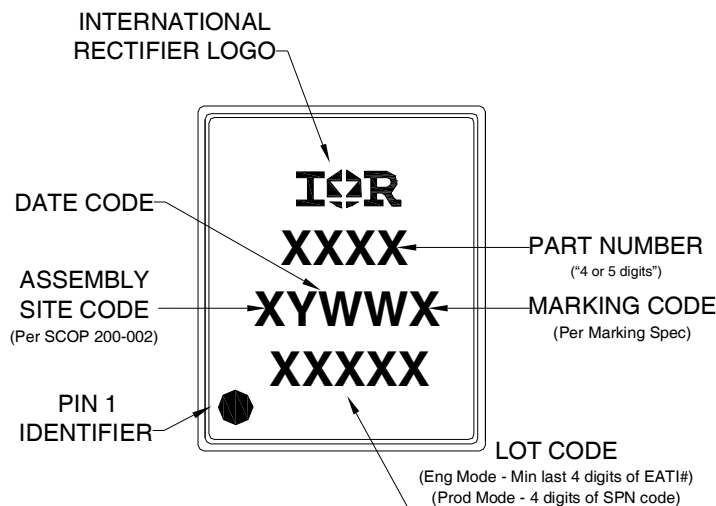 INTERNATIONAL
RECTIFIER LOGO
IOR
DATE CODE
XXXX
PART NUMBER
(“4 or 5 digits”)
ASSEMBLY
SITE CODE
(Per SCOP 200-002)
XYWWX
MARKING CODE
(Per Marking Spec)
XXXXX
PIN 1
IDENTIFIER
LOT CODE
(Eng Mode - Min last 4 digits of EATI#)
(Prod Mode - 4 digits of SPN code)